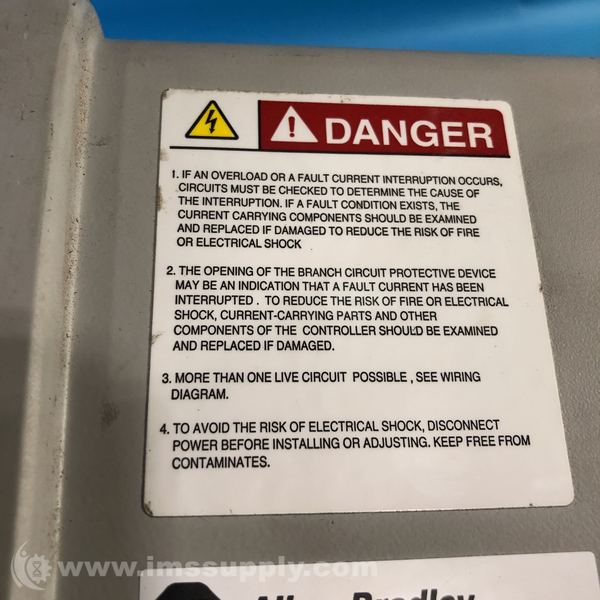 DANGER
1. IF AN OVERLOAD OR A FAULT CURRENT INTERRUPTION OCCURS,
CIRCUITS MUST BE CHECKED TO DETERMINE THE CAUSE OF
THE INTERRUPTION. IF A FAULT CONDITION EXISTS, THE
CURRENT CARRYING COMPONENTS SHOULD BE EXAMINED
AND REPLACED IF DAMAGED TO REDUCE THE RISK OF FIRE
OR ELECTRICAL SHOCK
2. THE OPENING OF THE BRANCH CIRCUIT PROTECTIVE DEVICE
MAY BE AN INDICATION THAT A FAULT CURRENT HAS BEEN
INTERRUPTED . TO REDUCE THE RISK OF FIRE OR ELECTRICAL
SHOCK, CURRENT-CARRYING PARTS AND OTHER
COMPONENTS OF THE CONTROLLER SHOULD BE EXAMINED
AND REPLACED IF DAMAGED.
3. MORE THAN ONE LIVE CIRCUIT POSSIBLE , SEE WIRING
DIAGRAM.
4. TO AVOID THE RISK OF ELECTRICAL SHOCK, DISCONNECT
POWER BEFORE INSTALLING OR ADJUSTING. KEEP FREE FROM
CONTAMINATES.
www.imssupply.com
Allen-Bradley